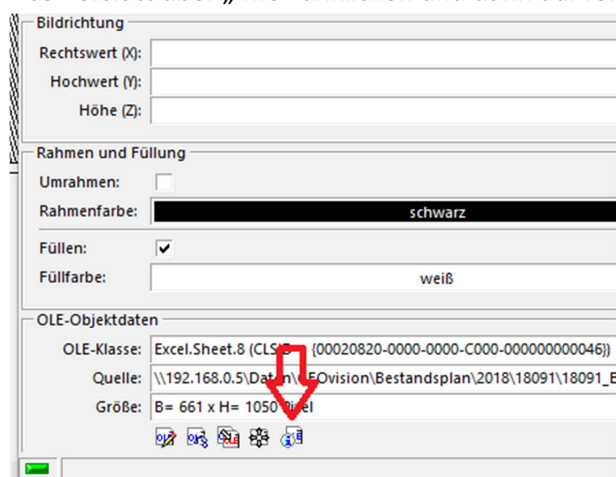 Bildrichtung
Rechtswert (X):
Hochwert (Y):
Höhe (Z):
Rahmen und Füllung
Umrahmen:
Rahmenfarbe: schwarz
Füllen:
Füllfarbe: weiß
OLE-Objektdaten
OLE-Klasse: Excel.Sheet.8 (CLSID {00020820-0000-0000-C000-000000000046})
Quelle: \\192.168.0.5\Daten\GEOvision\Bestandsplan\2018\18091\18091_B
Größe: B= 661 x H= 1050 Pixel